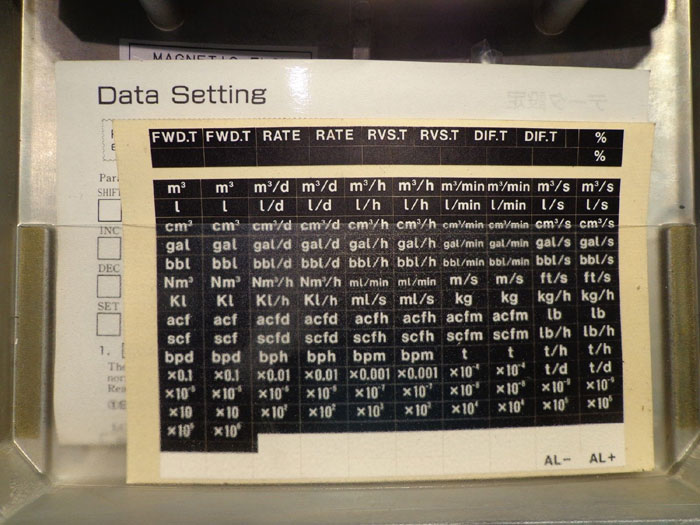 MAGNETIC
Data Setting
データ設定
FWD.T FWD.T RATE RATE RVS.T RVS.T DIF.T DIF.T %
%
m³ m³ m³/d m³/d m³/h m³/h m³/min m³/min m³/s m³/s
l l l/d l/d l/h l/h l/min l/min l/s l/s
cm³ cm³ cm³/d cm³/d cm³/h cm³/h cm³/min cm³/min cm³/s cm³/s
gal gal gal/d gal/d gal/h gal/h gal/min gal/min gal/s gal/s
bbl bbl bbl/d bbl/d bbl/h bbl/h bbl/min bbl/min bbl/s bbl/s
Nm³ Nm³ Nm³/h Nm³/h ml/min ml/min m/s m/s ft/s ft/s
Kl Kl Kl/h Kl/h ml/s ml/s kg kg kg/h kg/h
acf acf acfd acfd acfh acfh acfm acfm lb lb
scf scf scfd scfd scfh scfh scfm scfm lb/h lb/h
bpd bpd bph bph bpm bpm t t t/h t/h
×0.1 ×0.1 ×0.01 ×0.01 ×0.001 ×0.001 ×10⁻⁴ ×10⁻⁴ t/d t/d
×10⁻⁵ ×10⁻⁵ ×10⁻⁶ ×10⁻⁶ ×10⁻⁷ ×10⁻⁷ ×10⁻⁸ ×10⁻⁸ ×10⁻⁹ ×10⁻⁹
×10 ×10 ×10² ×10² ×10³ ×10³ ×10⁴ ×10⁴ ×10⁵ ×10⁵
×10⁶ ×10⁶
AL− AL+
Para
SHIF
INC
DEC
SET
1.
The
nor
Rea